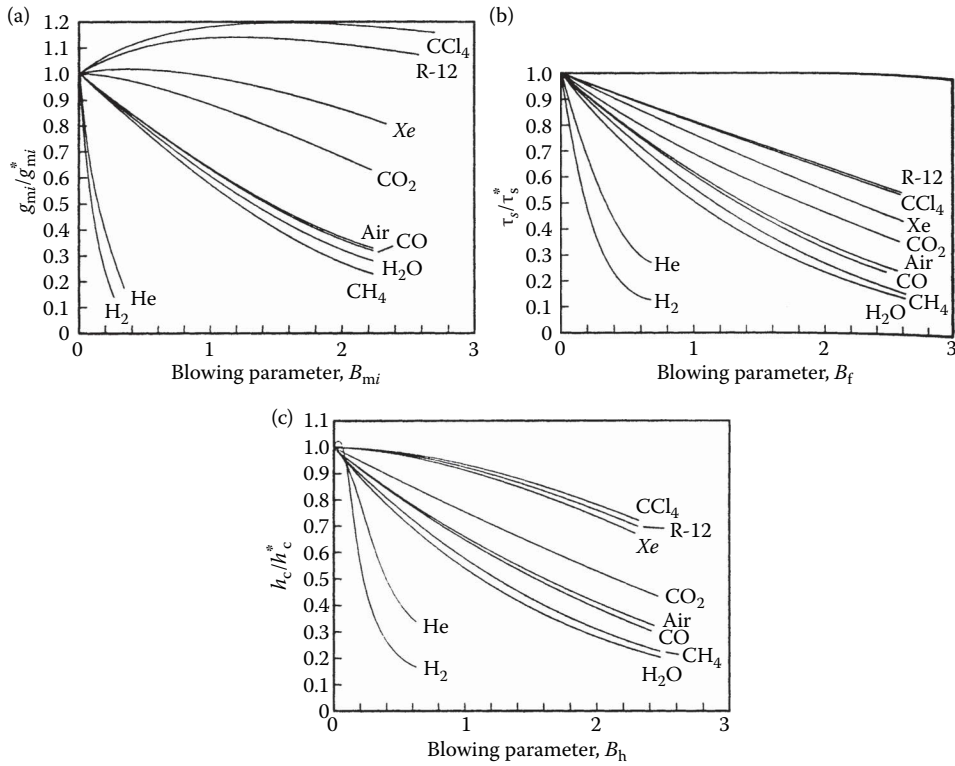 (a)
1.2
1.1
1.0
0.9
0.8
0.7
0.6
0.5
0.4
0.3
0.2
0.1
0
g_mi/g*_mi
CCl₄
R-12
Xe
CO₂
Air
CO
H₂O
CH₄
He
H₂
0 1 2 3
Blowing parameter, B_mi
(b)
1.0
0.9
0.8
0.7
0.6
0.5
0.4
0.3
0.2
0.1
0
τ_s/τ*_s
R-12
CCl₄
Xe
CO₂
Air
CO
CH₄
H₂O
He
H₂
0 1 2 3
Blowing parameter, B_f
(c)
1.1
1.0
0.9
0.8
0.7
0.6
0.5
0.4
0.3
0.2
0.1
0
h_c/h*_c
CCl₄
R-12
Xe
CO₂
Air
CO
CH₄
H₂O
He
H₂
0 1 2 3
Blowing parameter, B_h